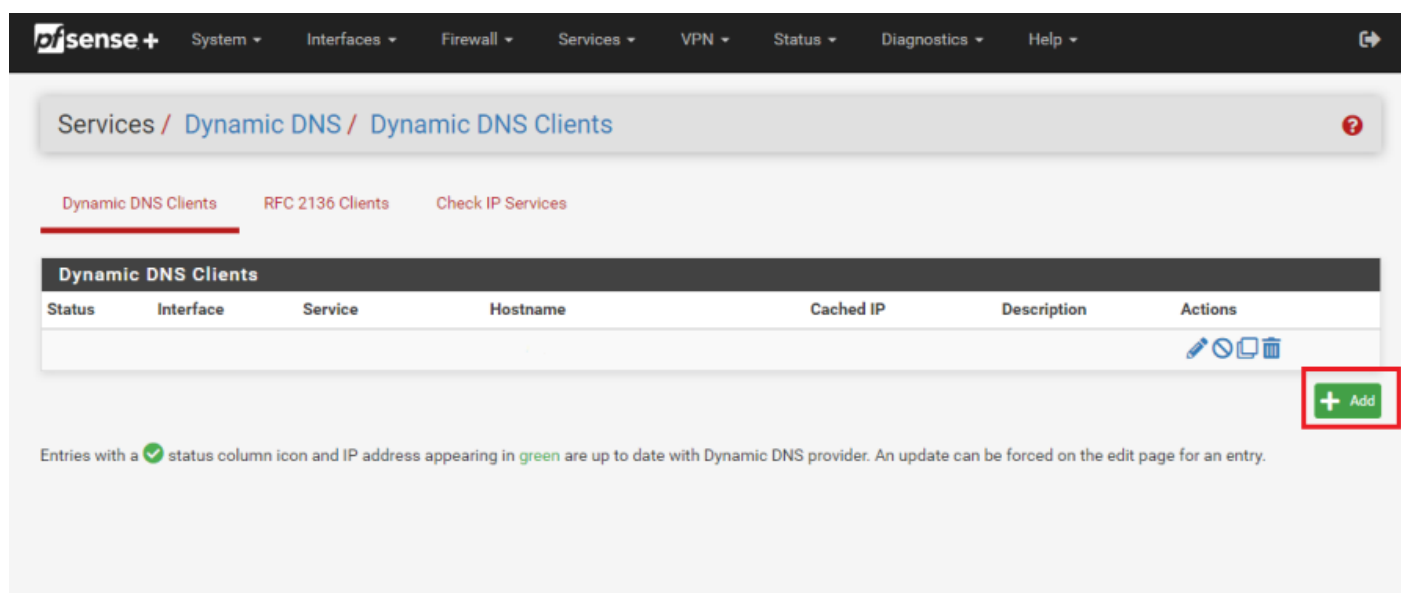 pfsense + System Interfaces Firewall Services VPN Status Diagnostics Help
Services / Dynamic DNS / Dynamic DNS Clients
Dynamic DNS Clients RFC 2136 Clients Check IP Services
Dynamic DNS Clients
Status Interface Service Hostname Cached IP Description Actions
+ Add
Entries with a status column icon and IP address appearing in green are up to date with Dynamic DNS provider. An update can be forced on the edit page for an entry.